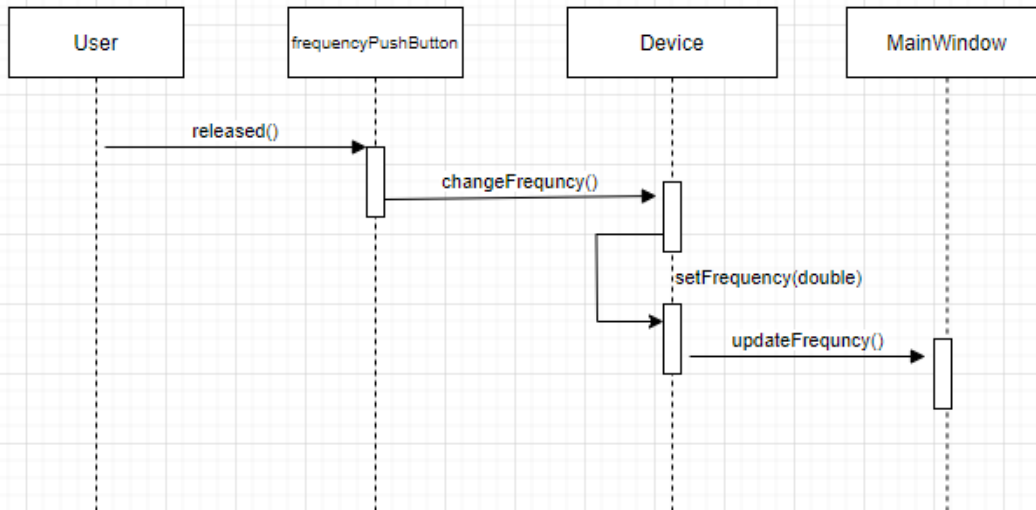 User
frequencyPushButton
Device
MainWindow
released()
changeFrequncy()
setFrequency(double)
updateFrequncy()